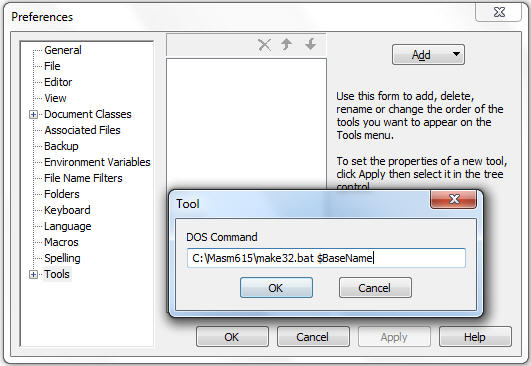 Preferences
General
File
Editor
View
Document Classes
Associated Files
Backup
Environment Variables
File Name Filters
Folders
Keyboard
Language
Macros
Spelling
Tools
Add
Use this form to add, delete,
rename or change the order of the
tools you want to appear on the
Tools menu.
To set the properties of a new tool,
click Apply then select it in the tree
control.
Tool
DOS Command
C:\Masm615\make32.bat $BaseName
OK
Cancel
OK
Cancel
Apply
Help